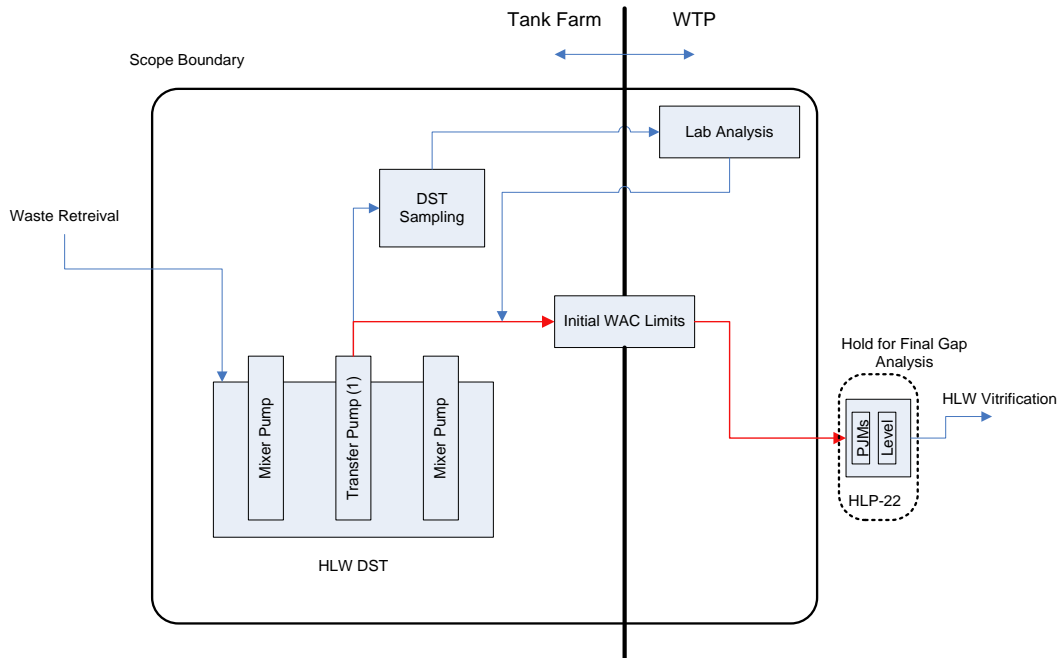 Tank Farm
WTP
Scope Boundary
Lab Analysis
DST
Sampling
Waste Retreival
Initial WAC Limits
Hold for Final Gap
Analysis
HLW Vitrification
Mixer Pump
Transfer Pump (1)
Mixer Pump
PJMs
Level
HLP-22
HLW DST